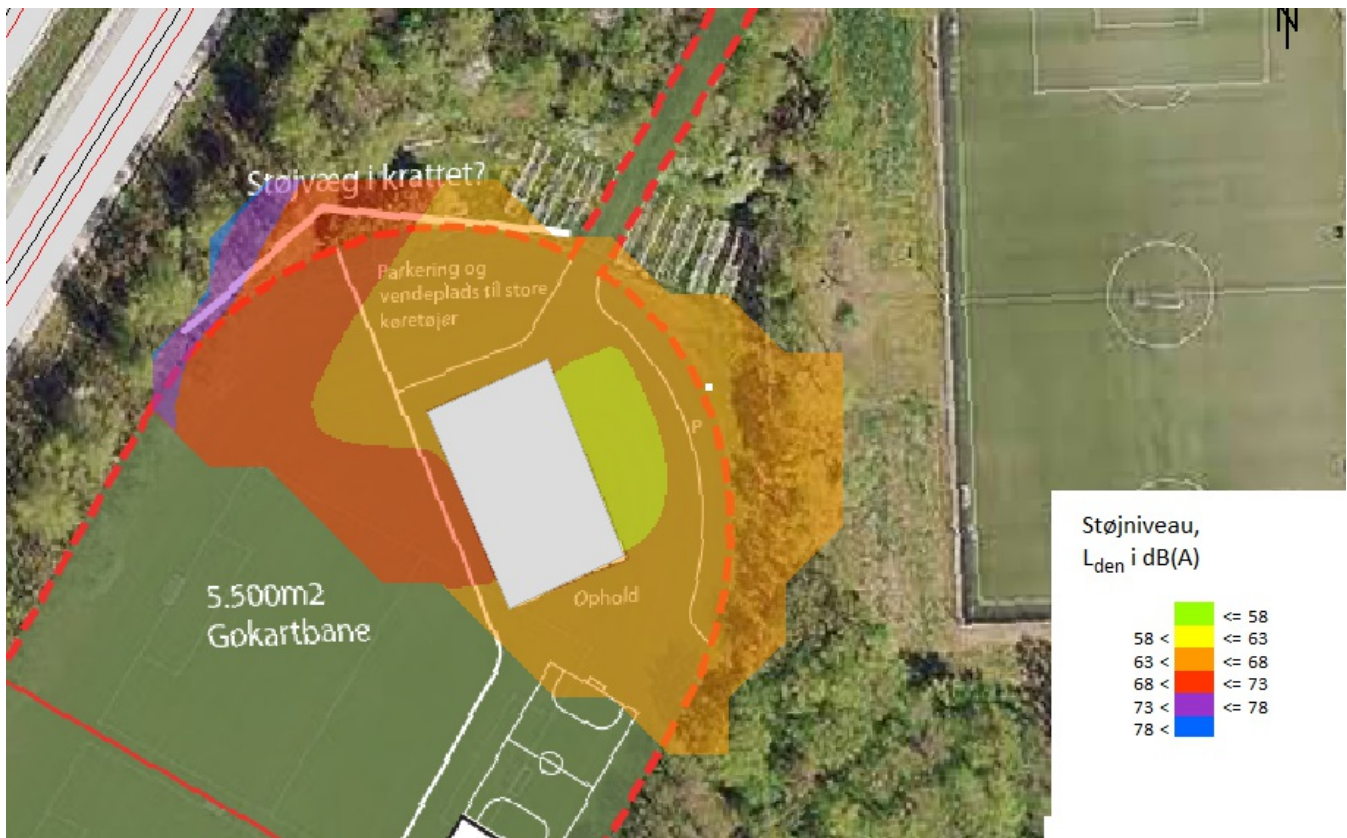 N
Støjvæg i krattet?
Parkering og
vendeplads til store
køretøjer
P
5.500m2
Gokartbane
Ophold
Støjniveau,
Lden i dB(A)
<= 58
58 < <= 63
63 < <= 68
68 < <= 73
73 < <= 78
78 <